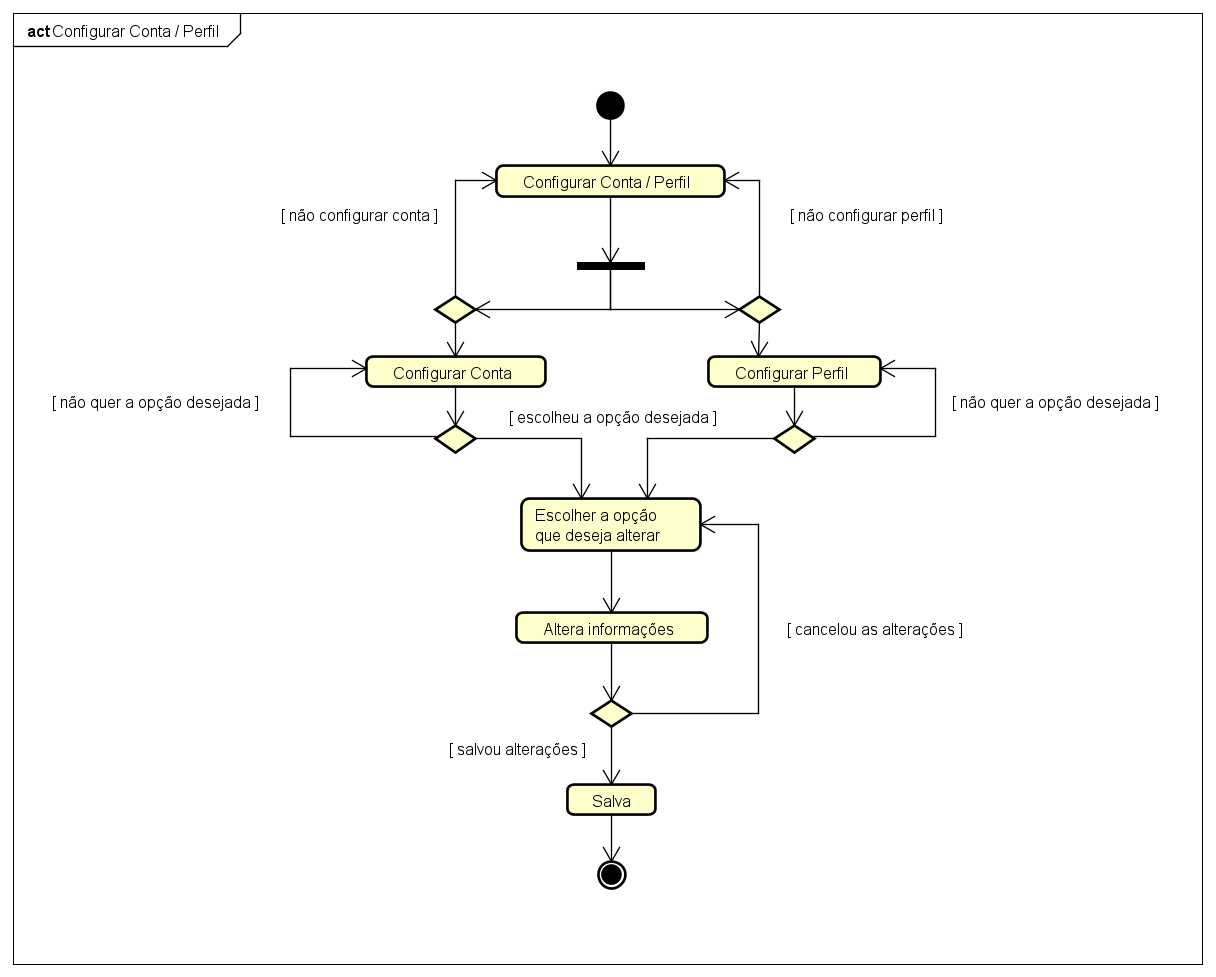 act Configurar Conta / Perfil
Configurar Conta / Perfil
[ não configurar conta ]
[ não configurar perfil ]
Configurar Conta
Configurar Perfil
[ não quer a opção desejada ]
[ escolheu a opção desejada ]
[ não quer a opção desejada ]
Escolher a opção
que deseja alterar
Altera informações
[ cancelou as alterações ]
[ salvou alterações ]
Salva